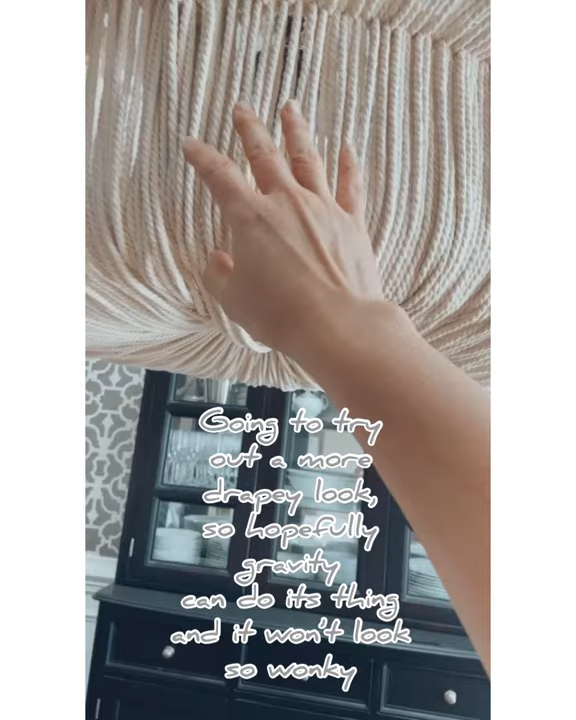 Going to try
out a more
drapey look,
so hopefully
gravity
can do its thing
and it won't look
so wonky